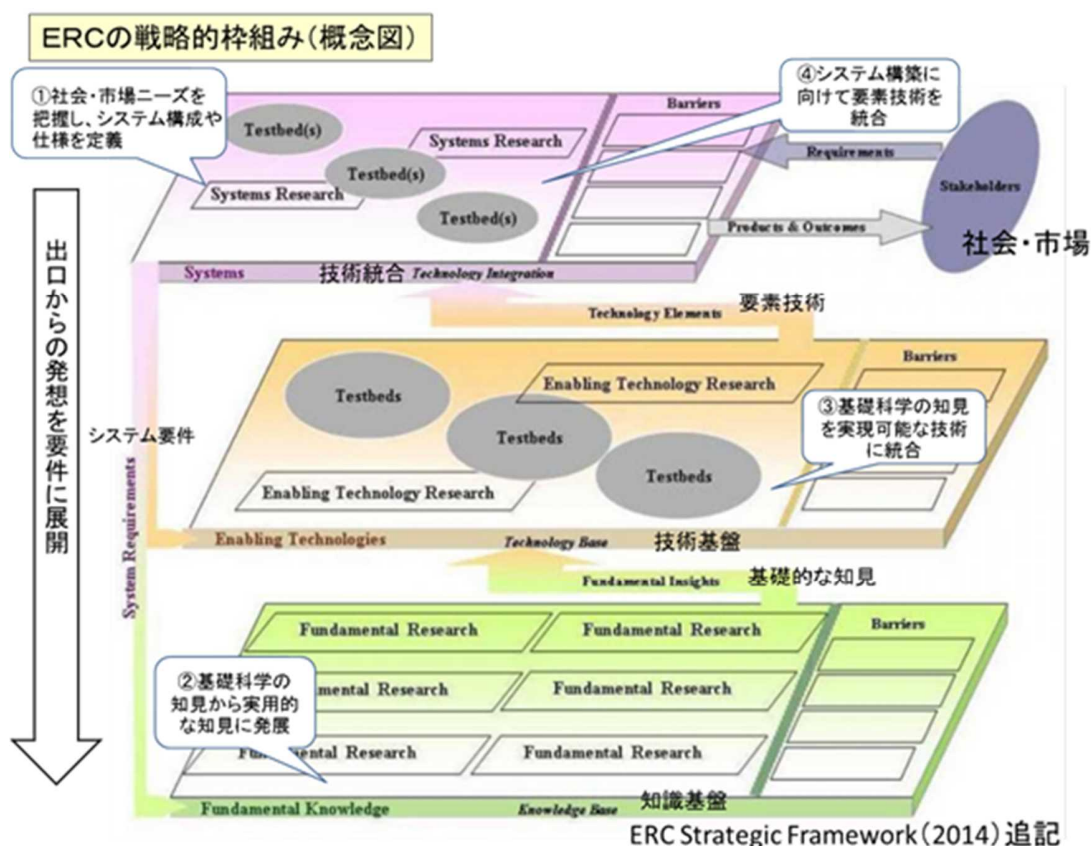 ERCの戦略的枠組み(概念図)
①社会・市場ニーズを
把握し、システム構成や
仕様を定義
④システム構築に
向けて要素技術を
統合
Barriers
Testbed(s)
Systems Research
Testbed(s)
Systems Research
Testbed(s)
Requirements
Stakeholders
Products & Outcomes
社会・市場
Systems
技術統合
Technology Integration
出口からの発想を要件に展開
Technology Elements
要素技術
Barriers
Testbeds
Enabling Technology Research
Testbeds
③基礎科学の知見
を実現可能な技術
に統合
システム要件
Testbeds
Enabling Technology Research
System Requirements
Enabling Technologies
Technology Base
技術基盤
Fundamental Insights
基礎的な知見
Fundamental Research
Fundamental Research
Barriers
②基礎科学の
知見から実用的
な知見に発展
damental Research
Fundamental Research
Fundamental Research
Fundamental Research
Fundamental Knowledge
Knowledge Base
知識基盤
ERC Strategic Framework(2014)追記